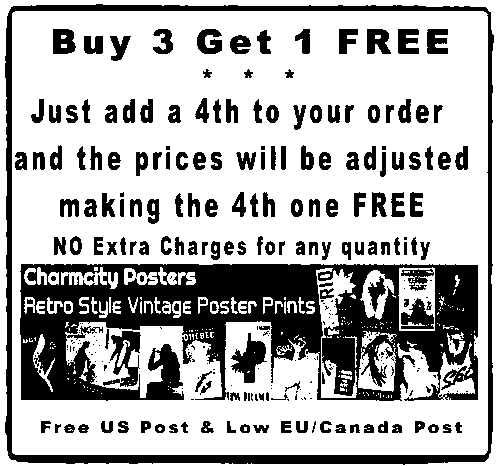 Buy 3 Get 1 FREE
* * *
Just add a 4th to your order
and the prices will be adjusted
making the 4th one FREE
NO Extra Charges for any quantity
Charmcity Posters
Retro Style Vintage Poster Prints
RIO
Free US Post & Low EU/Canada Post